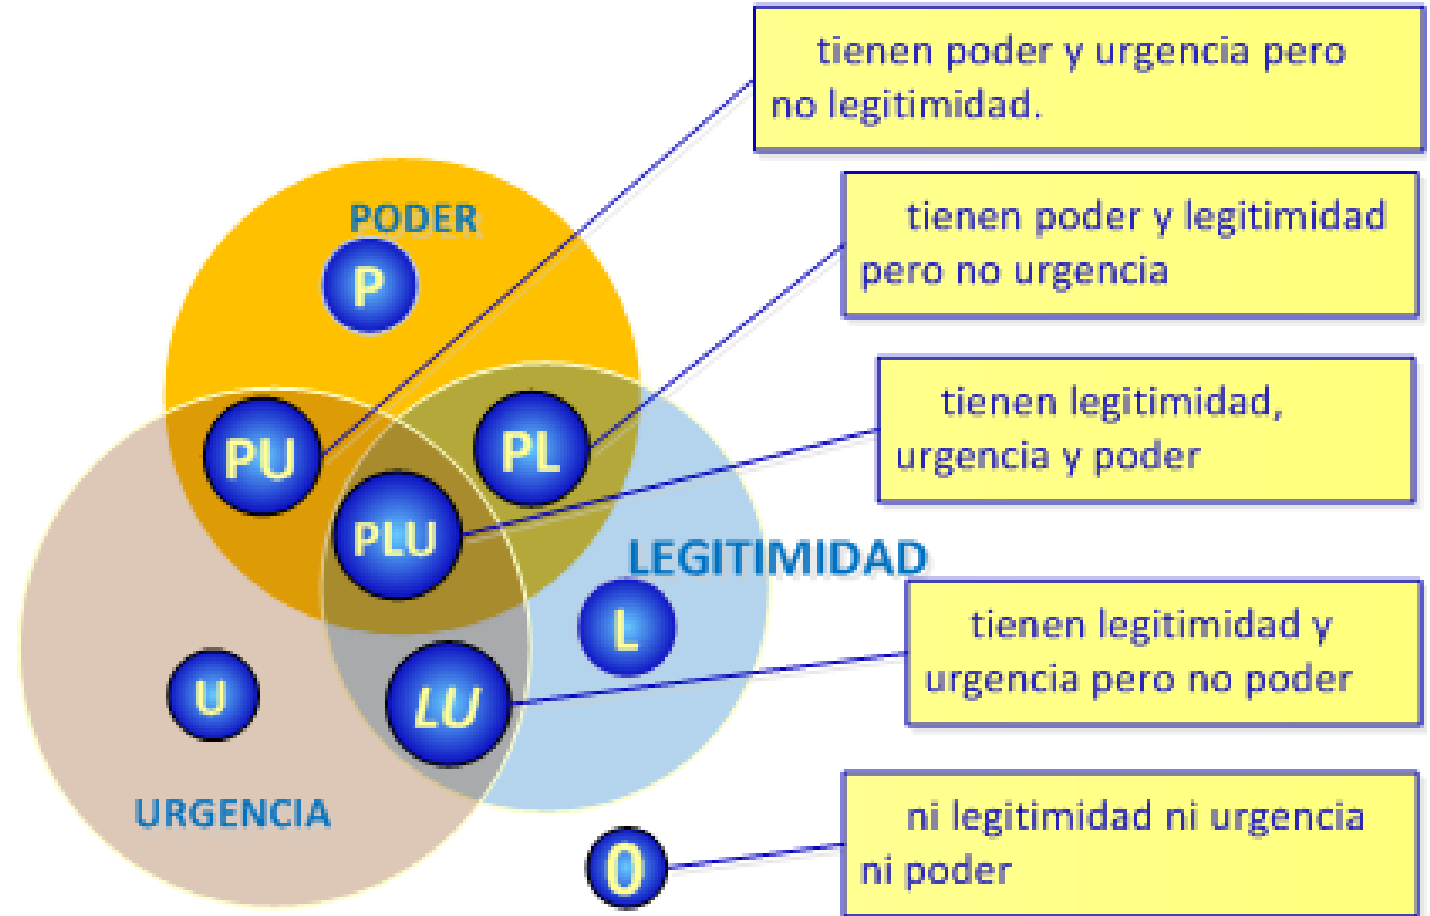 tienen poder y urgencia pero
no legitimidad.
tienen poder y legitimidad
pero no urgencia
PODER
P
tienen legitimidad,
urgencia y poder
PU
PL
PLU
LEGITIMIDAD
L
tienen legitimidad y
urgencia pero no poder
U
LU
URGENCIA
ni legitimidad ni urgencia
ni poder
0